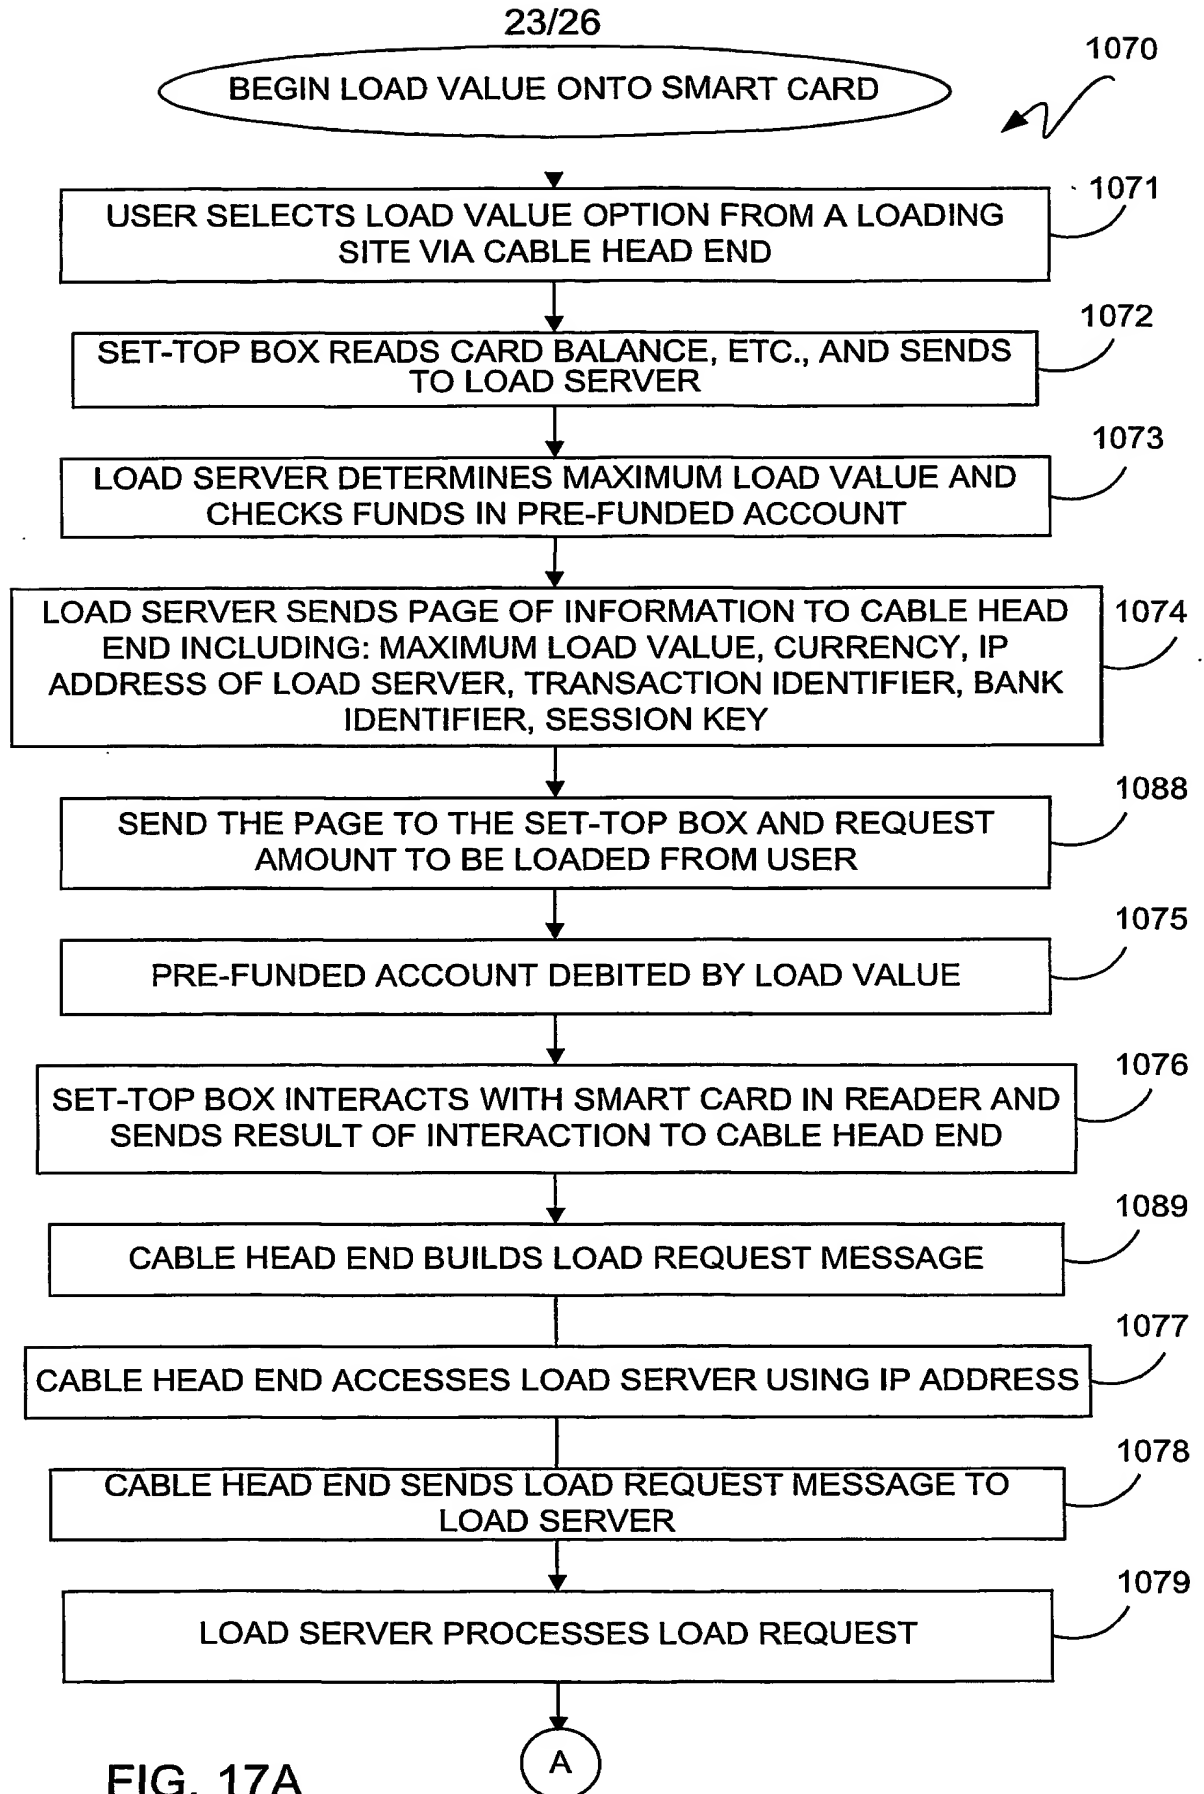 23/26
1070
BEGIN LOAD VALUE ONTO SMART CARD
1071
USER SELECTS LOAD VALUE OPTION FROM A LOADING
SITE VIA CABLE HEAD END
1072
SET-TOP BOX READS CARD BALANCE, ETC., AND SENDS
TO LOAD SERVER
1073
LOAD SERVER DETERMINES MAXIMUM LOAD VALUE AND
CHECKS FUNDS IN PRE-FUNDED ACCOUNT
1074
LOAD SERVER SENDS PAGE OF INFORMATION TO CABLE HEAD
END INCLUDING: MAXIMUM LOAD VALUE, CURRENCY, IP
ADDRESS OF LOAD SERVER, TRANSACTION IDENTIFIER, BANK
IDENTIFIER, SESSION KEY
1088
SEND THE PAGE TO THE SET-TOP BOX AND REQUEST
AMOUNT TO BE LOADED FROM USER
1075
PRE-FUNDED ACCOUNT DEBITED BY LOAD VALUE
1076
SET-TOP BOX INTERACTS WITH SMART CARD IN READER AND
SENDS RESULT OF INTERACTION TO CABLE HEAD END
1089
CABLE HEAD END BUILDS LOAD REQUEST MESSAGE
1077
CABLE HEAD END ACCESSES LOAD SERVER USING IP ADDRESS
1078
CABLE HEAD END SENDS LOAD REQUEST MESSAGE TO
LOAD SERVER
1079
LOAD SERVER PROCESSES LOAD REQUEST
A
FIG. 17A